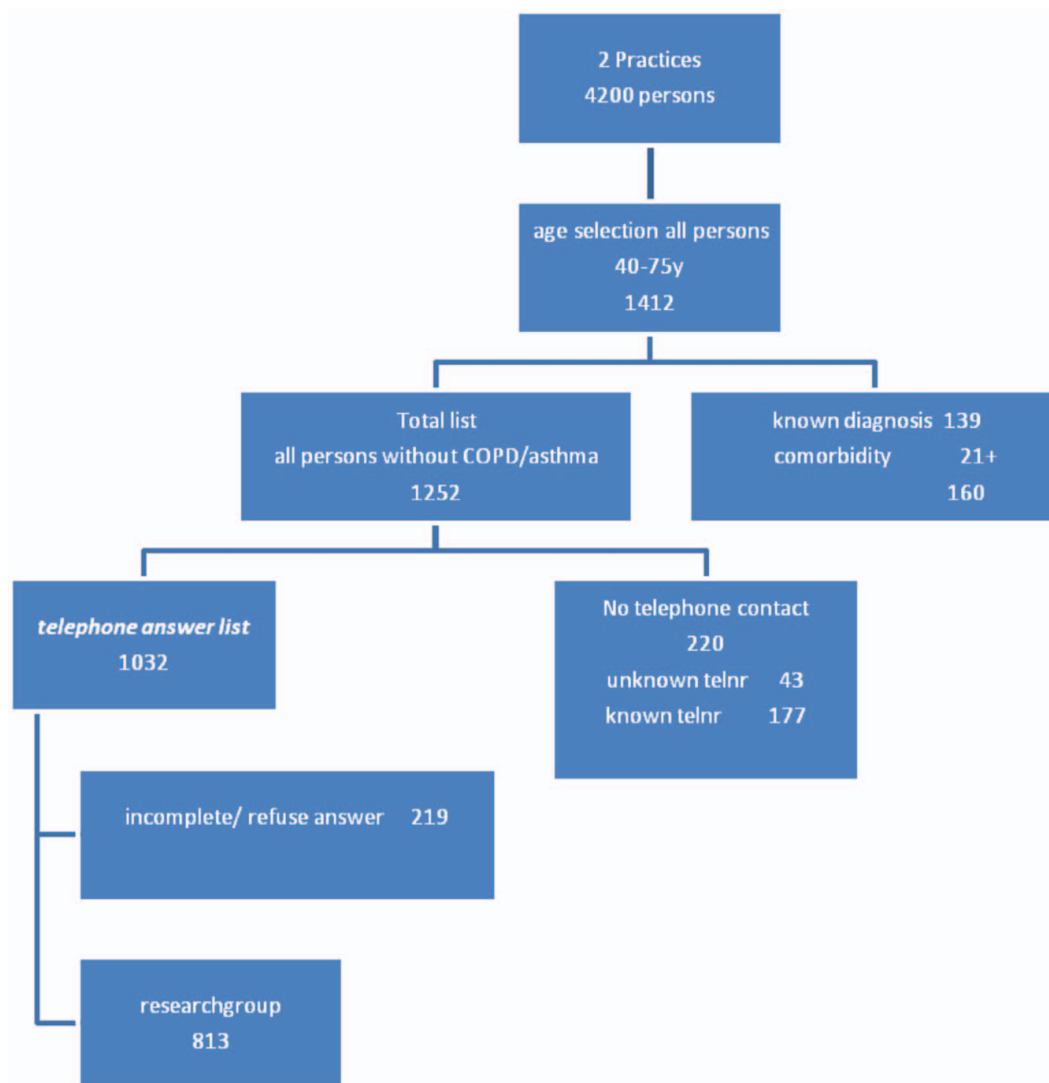 2 Practices
4200 persons
age selection all persons
40-75y
1412
Total list
all persons without COPD/asthma
1252
known diagnosis 139
comorbidity 21+
160
telephone answer list
1032
No telephone contact
220
unknown telnr 43
known telnr 177
incomplete/ refuse answer 219
researchgroup
813